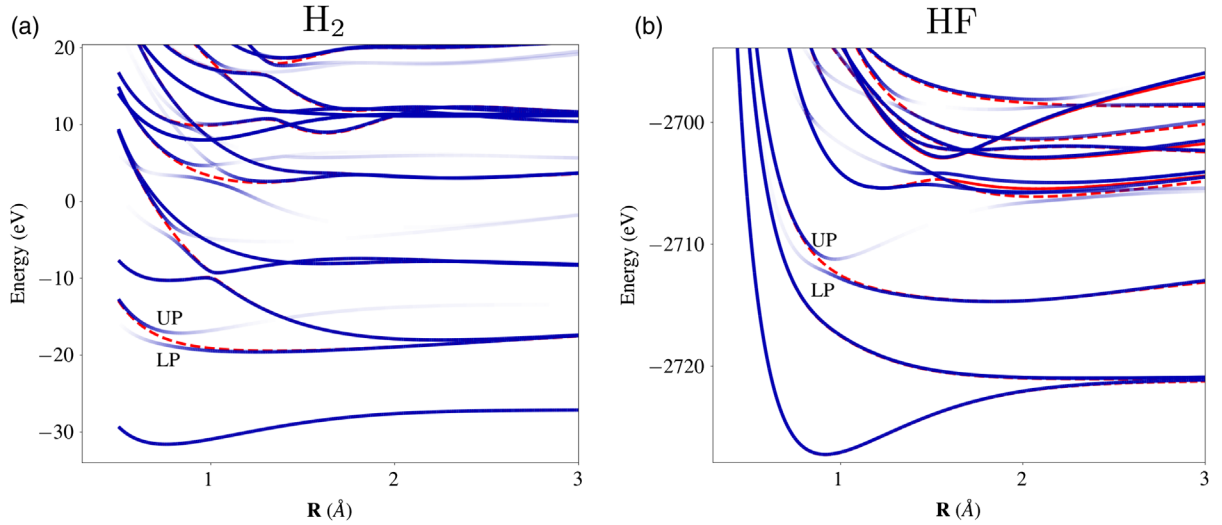 (a)
H₂
20
10
0
−10
−20
−30
Energy (eV)
UP
LP
1
2
3
R (Å)
(b)
HF
−2700
−2710
−2720
Energy (eV)
UP
LP
1
2
3
R (Å)